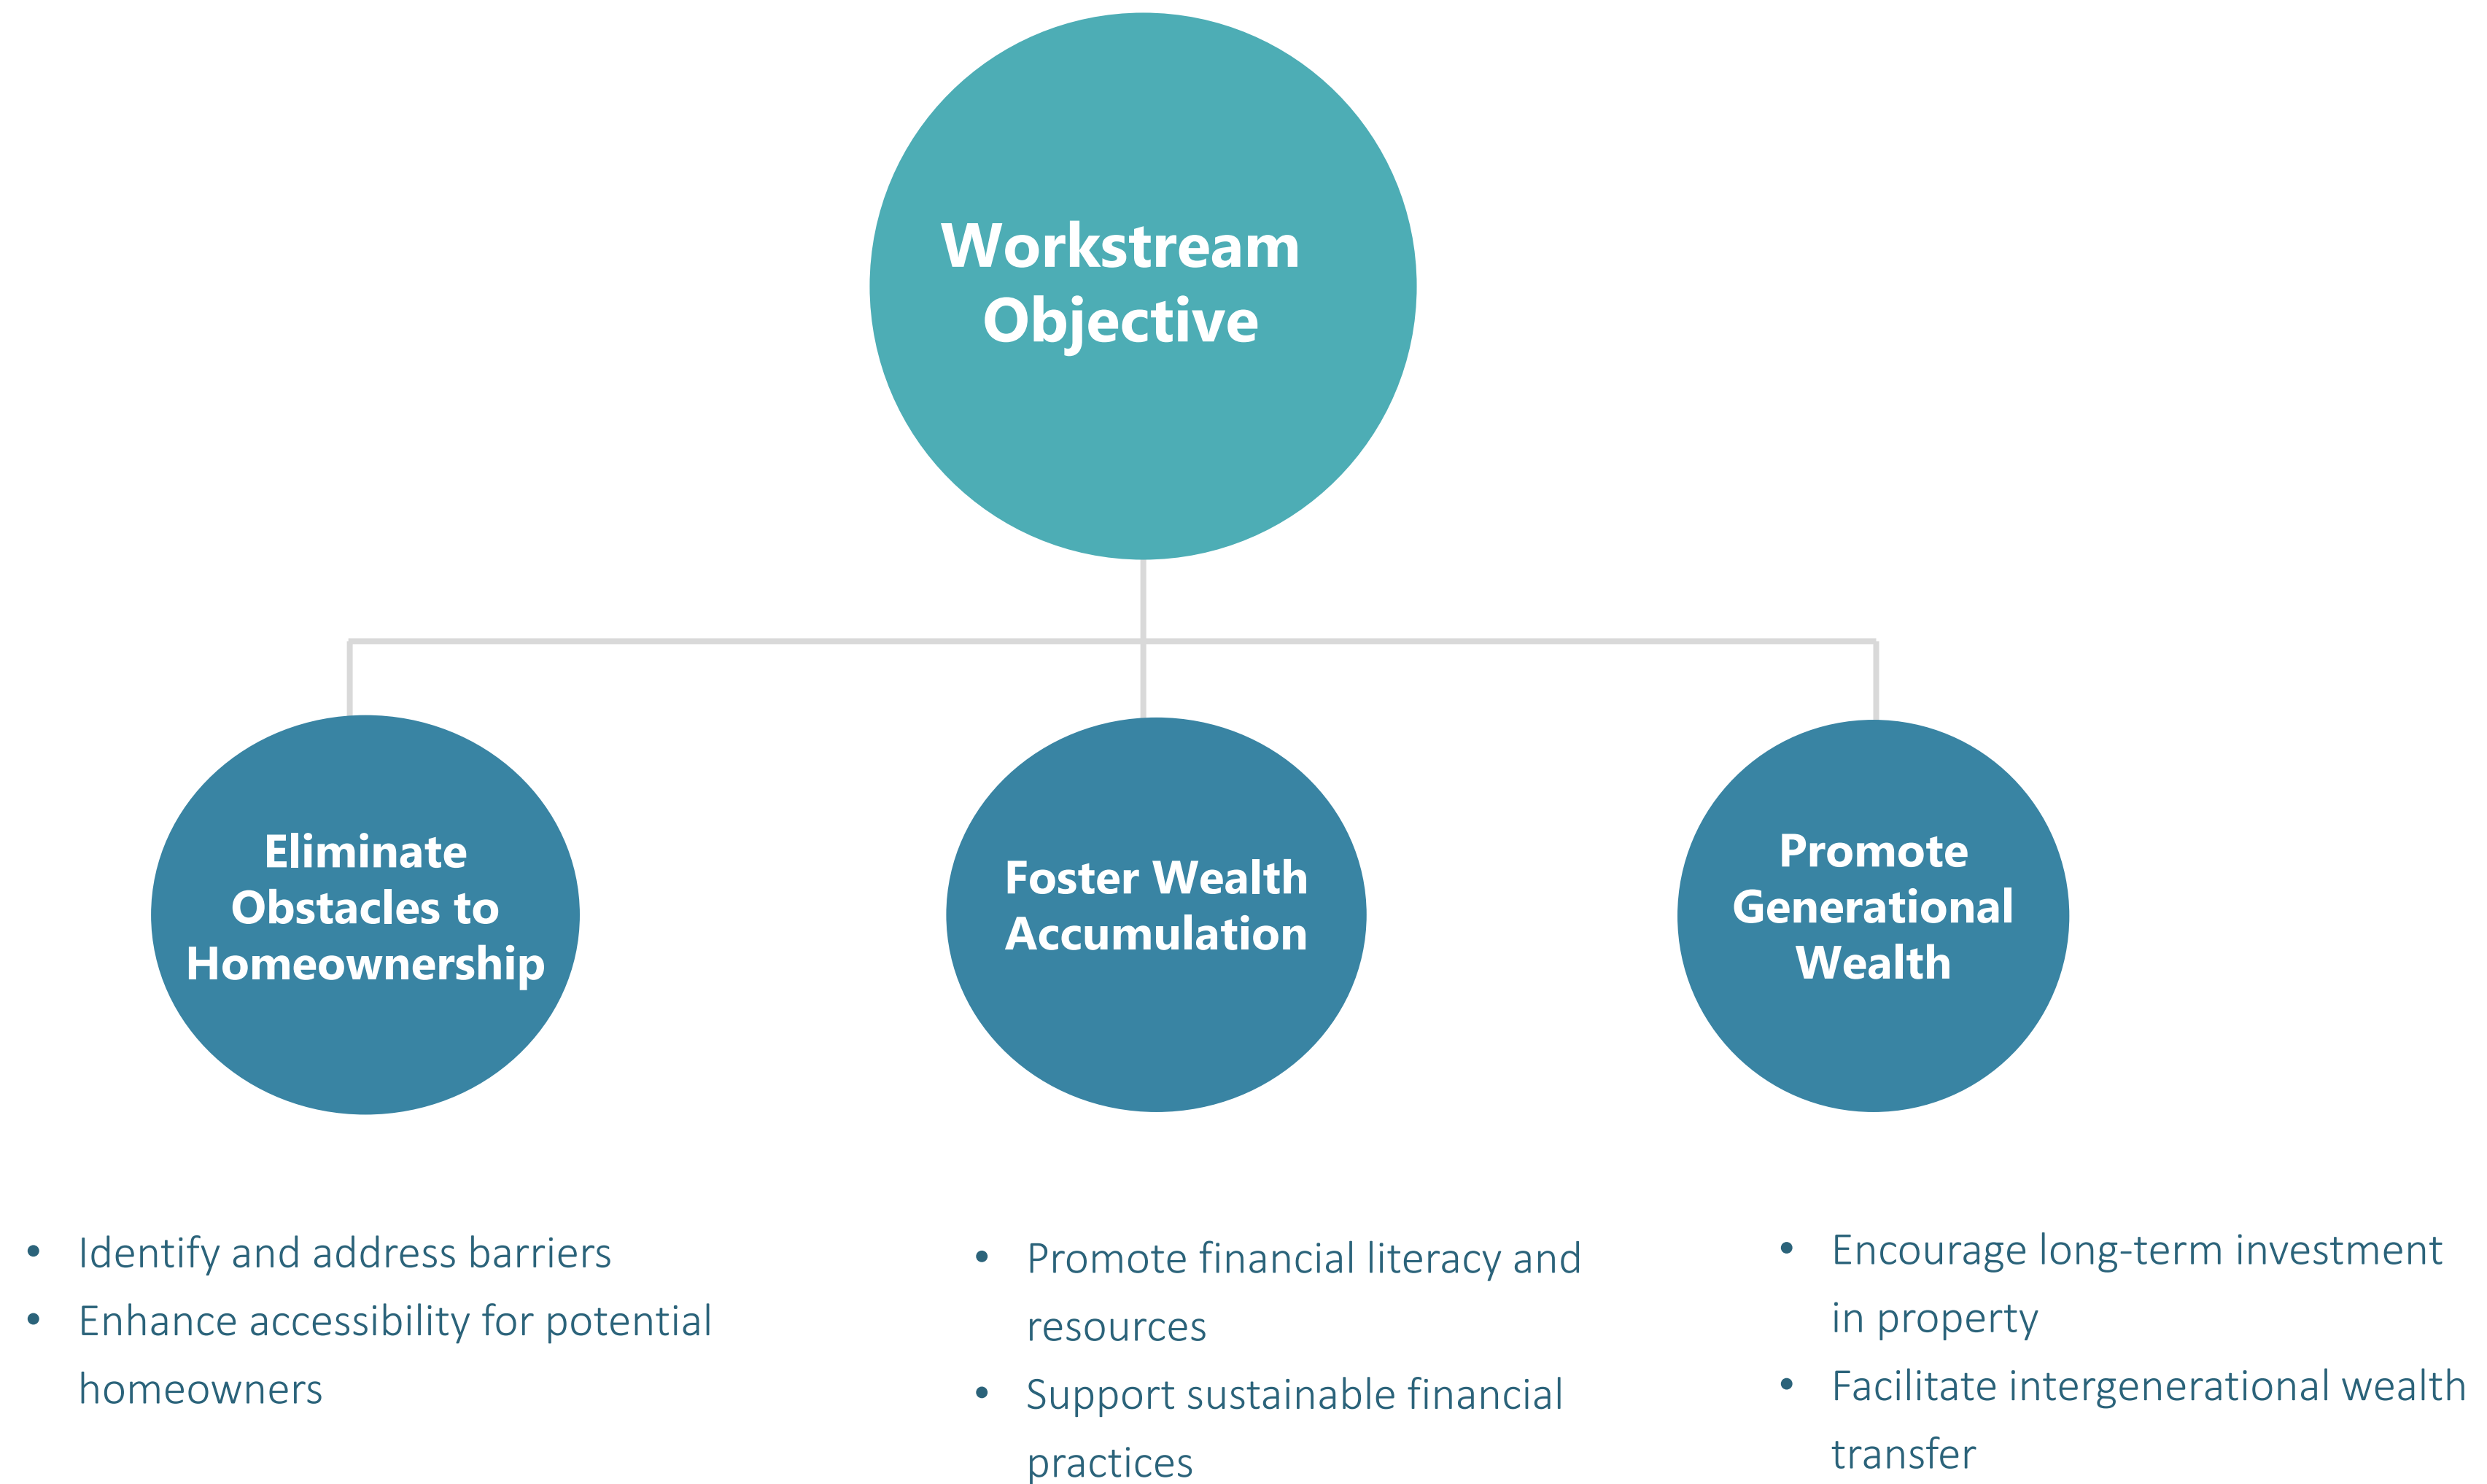 Workstream
Objective
Eliminate
Obstacles to
Homeownership
Foster Wealth
Accumulation
Promote
Generational
Wealth
• Identify and address barriers
• Enhance accessibility for potential
homeowners
• Promote financial literacy and
resources
• Support sustainable financial
practices
• Encourage long-term investment
in property
• Facilitate intergenerational wealth
transfer